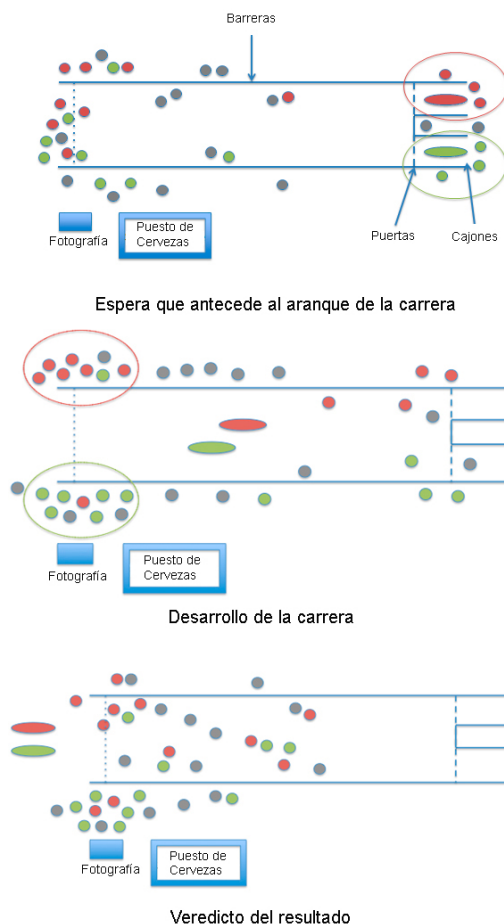 Barreras
Fotografía
Puesto de
Cervezas
Puertas
Cajones
Espera que antecede al aranque de la carrera
Fotografía
Puesto de
Cervezas
Desarrollo de la carrera
Fotografía
Puesto de
Cervezas
Veredicto del resultado